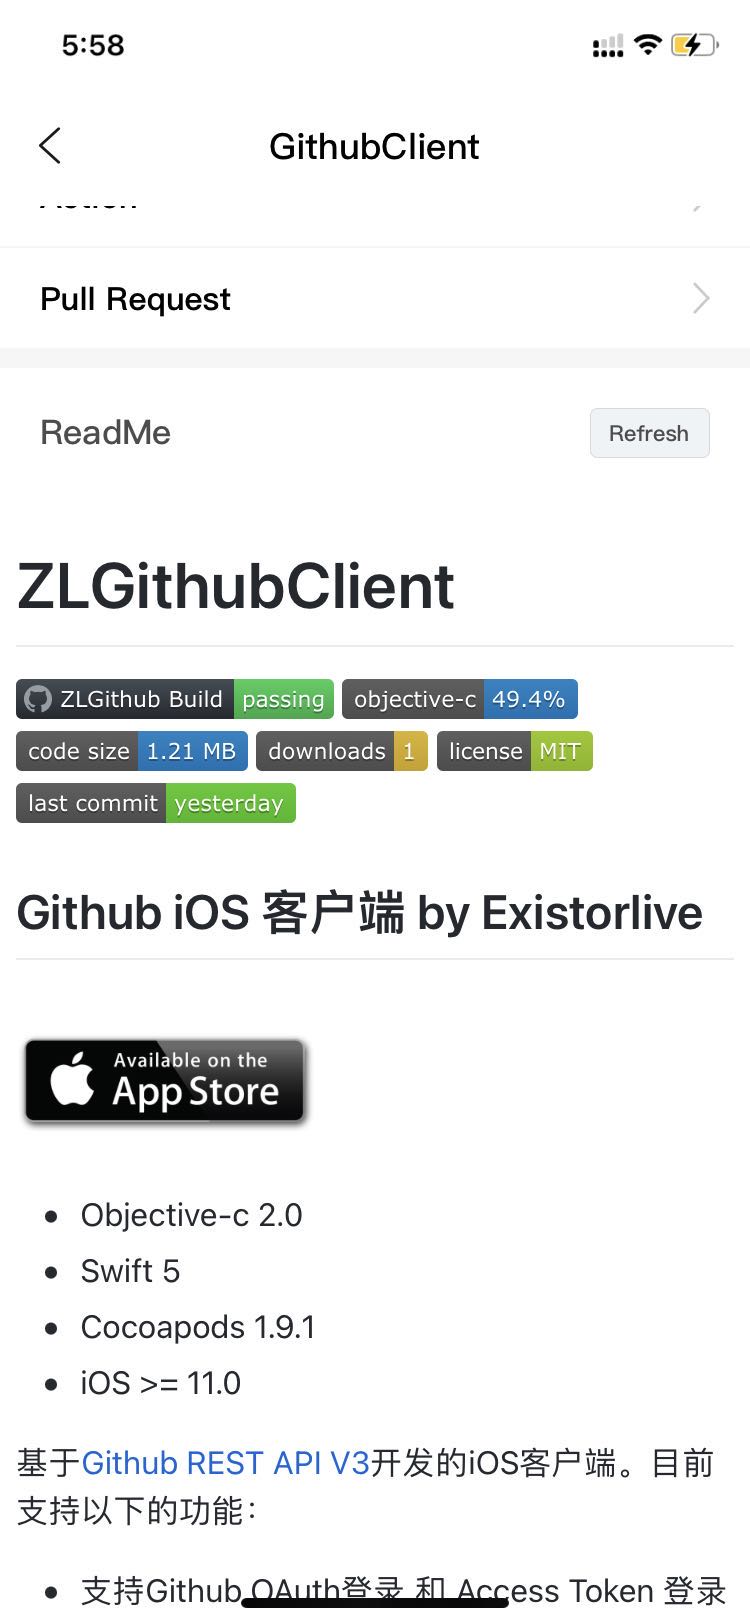 5:58
GithubClient
Action
Pull Request
ReadMe
Refresh
ZLGithubClient
ZLGithub Build passing objective-c 49.4%
code size 1.21 MB downloads 1 license MIT
last commit yesterday
Github iOS 客户端 by Existorlive
Available on the
App Store
Objective-c 2.0
Swift 5
Cocoapods 1.9.1
iOS >= 11.0
基于Github REST API V3开发的iOS客户端。目前
支持以下的功能：
支持Github OAuth登录 和 Access Token 登录